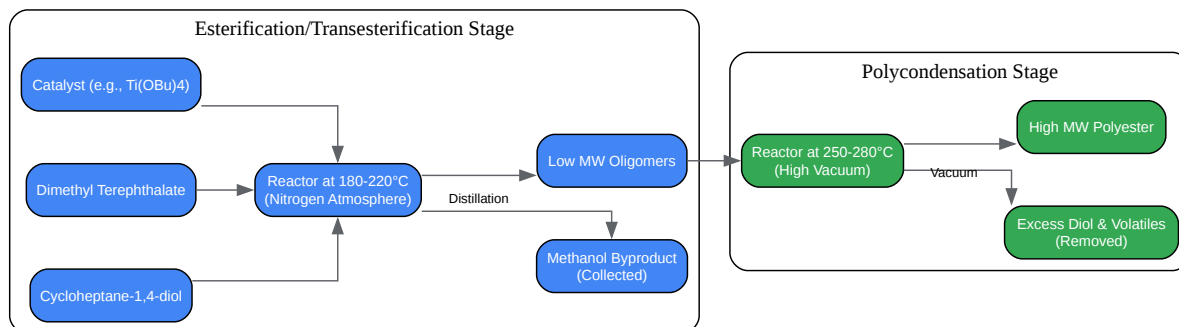 Esterification/Transesterification Stage
Catalyst (e.g., Ti(OBu)4)
Dimethyl Terephthalate
Cycloheptane-1,4-diol
Reactor at 180-220°C
(Nitrogen Atmosphere)
Distillation
Low MW Oligomers
Methanol Byproduct
(Collected)
Polycondensation Stage
Reactor at 250-280°C
(High Vacuum)
Vacuum
High MW Polyester
Excess Diol & Volatiles
(Removed)